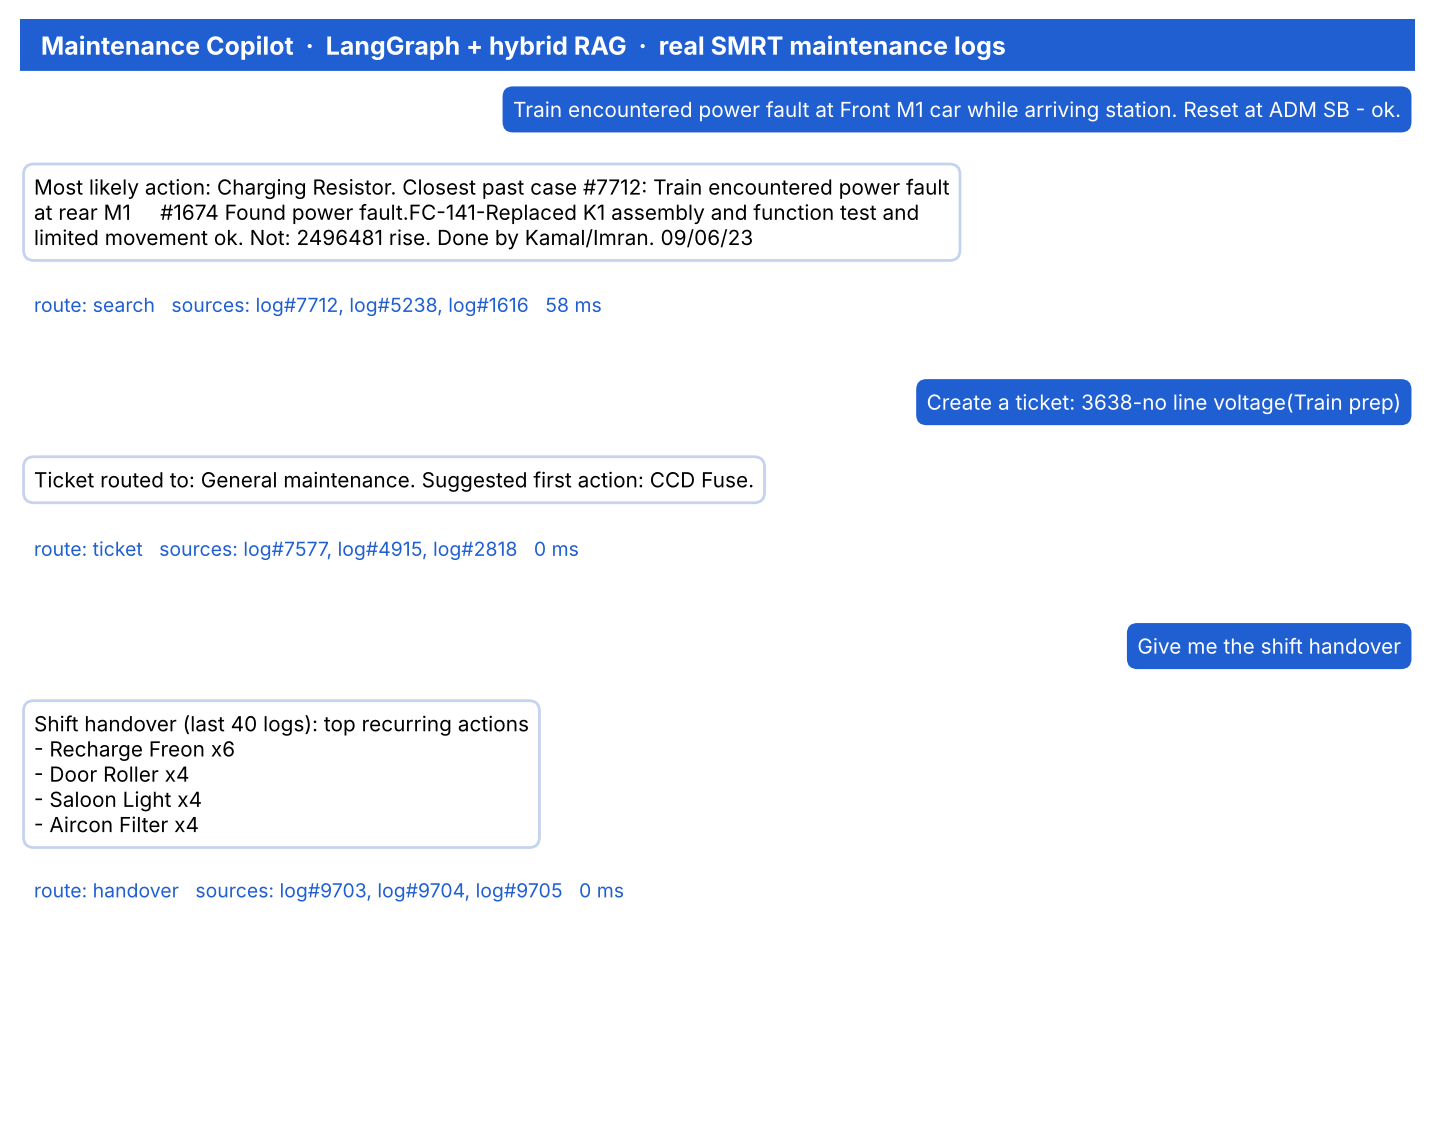 Maintenance Copilot · LangGraph + hybrid RAG · real SMRT maintenance logs
Train encountered power fault at Front M1 car while arriving station. Reset at ADM SB - ok.
Most likely action: Charging Resistor. Closest past case #7712: Train encountered power fault
at rear M1 #1674 Found power fault.FC-141-Replaced K1 assembly and function test and
limited movement ok. Not: 2496481 rise. Done by Kamal/Imran. 09/06/23
route: search sources: log#7712, log#5238, log#1616 58 ms
Create a ticket: 3638-no line voltage(Train prep)
Ticket routed to: General maintenance. Suggested first action: CCD Fuse.
route: ticket sources: log#7577, log#4915, log#2818 0 ms
Give me the shift handover
Shift handover (last 40 logs): top recurring actions
- Recharge Freon x6
- Door Roller x4
- Saloon Light x4
- Aircon Filter x4
route: handover sources: log#9703, log#9704, log#9705 0 ms